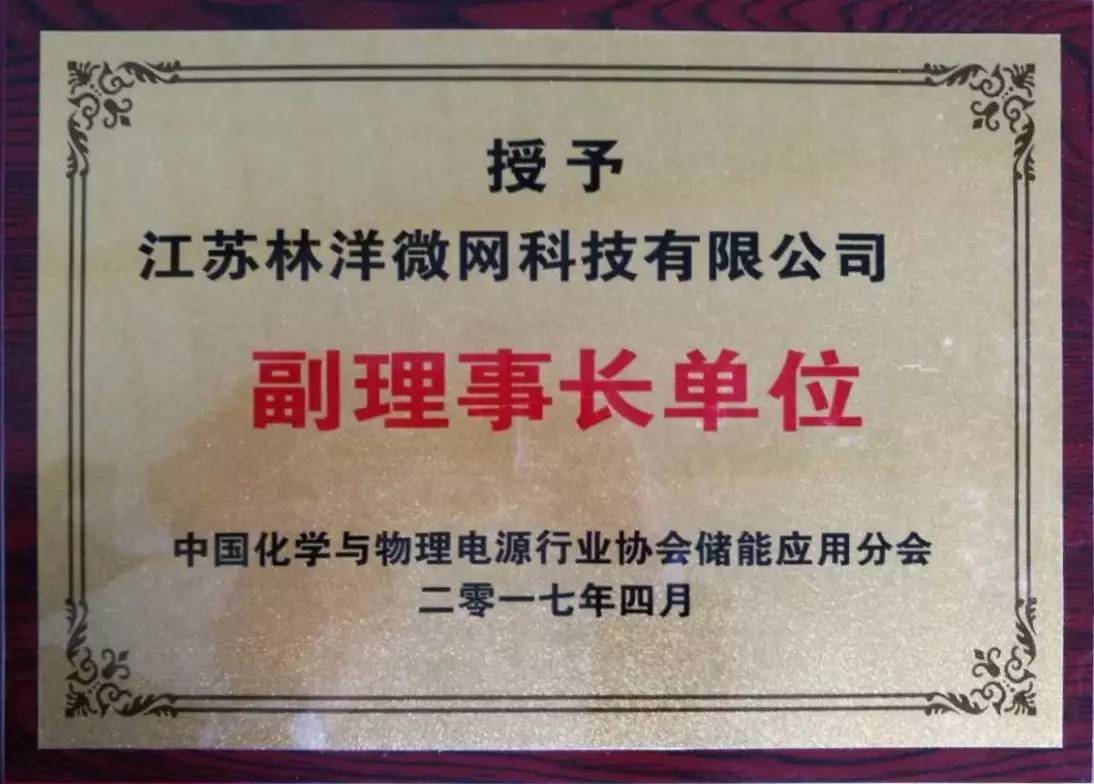 授予
江苏林洋微网科技有限公司
副理事长单位
中国化学与物理电源行业协会储能应用分会
二零一七年四月